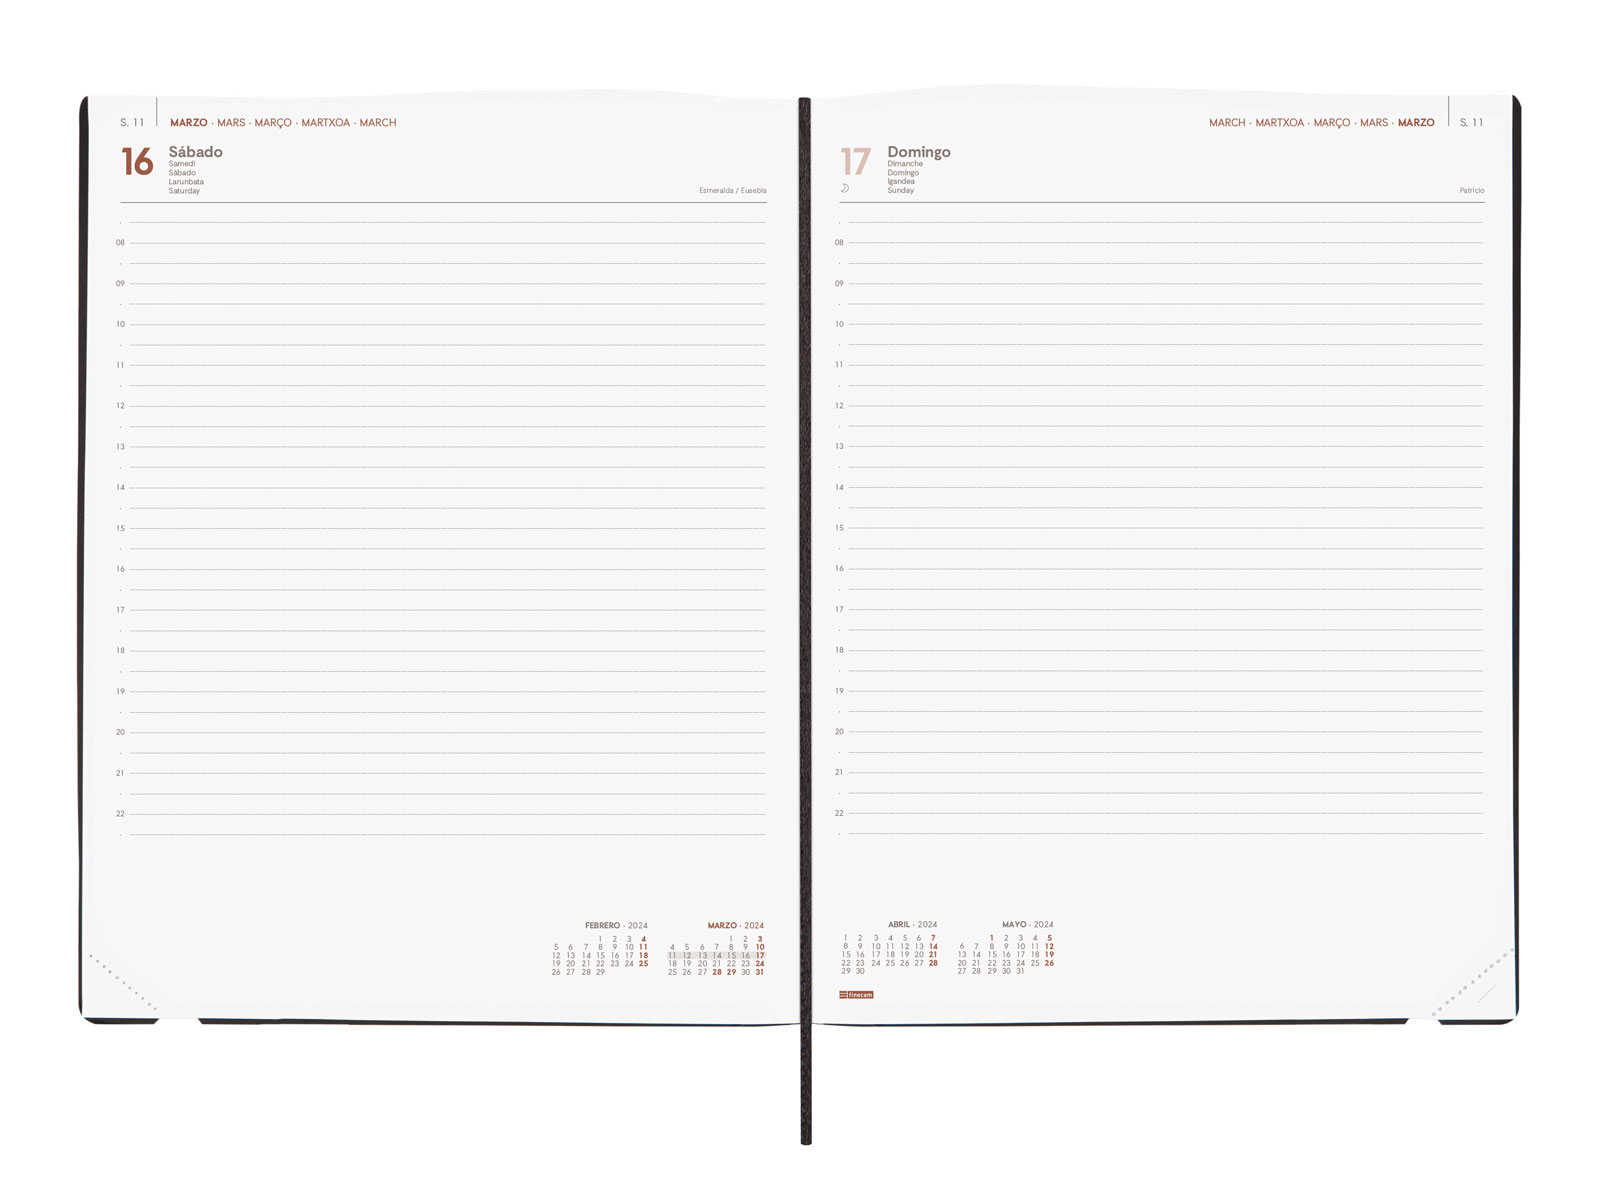 S. 11 MARZO · MARS · MARÇO · MARTXOA · MARCH
16 Sábado
Samedi
Sábado
Larunbata
Saturday
Esmeralda / Eusebia
08
09
10
11
12
13
14
15
16
17
18
19
20
21
22
FEBRERO · 2024
1 2 3 4
5 6 7 8 9 10 11
12 13 14 15 16 17 18
19 20 21 22 23 24 25
26 27 28 29
MARZO · 2024
1 2 3
4 5 6 7 8 9 10
11 12 13 14 15 16 17
18 19 20 21 22 23 24
25 26 27 28 29 30 31
MARCH · MARTXOA · MARÇO · MARS · MARZO S. 11
17 Domingo
Dimanche
Domingo
Igandea
Sunday
Patricio
08
09
10
11
12
13
14
15
16
17
18
19
20
21
22
ABRIL · 2024
1 2 3 4 5 6 7
8 9 10 11 12 13 14
15 16 17 18 19 20 21
22 23 24 25 26 27 28
29 30
MAYO · 2024
1 2 3 4 5
6 7 8 9 10 11 12
13 14 15 16 17 18 19
20 21 22 23 24 25 26
27 28 29 30 31
finocam